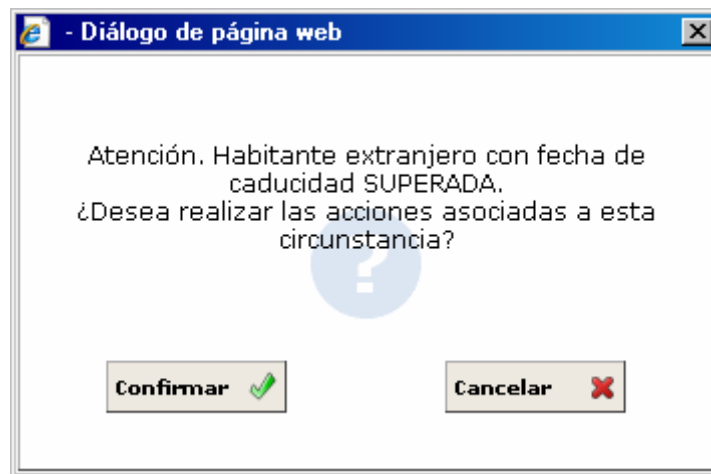 - Diálogo de página web
Atención. Habitante extranjero con fecha de
caducidad SUPERADA.
¿Desea realizar las acciones asociadas a esta
circunstancia?
?
Confirmar
Cancelar